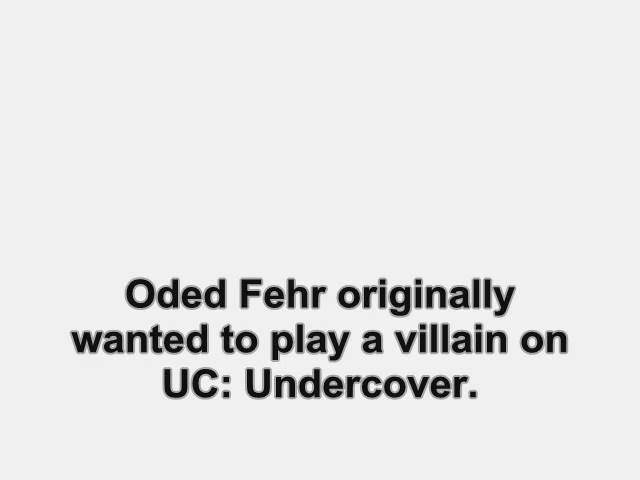 Oded Fehr originally
wanted to play a villain on
UC: Undercover.